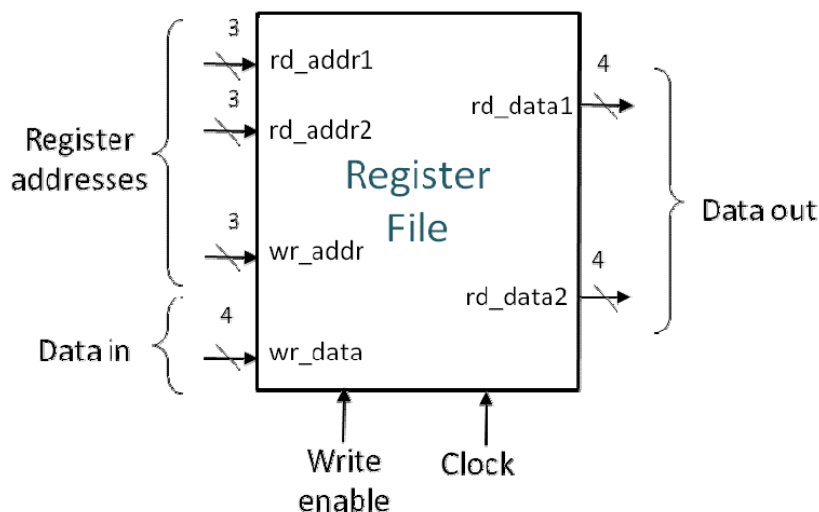 3
rd_addr1
3
rd_addr2
Register
addresses
3
wr_addr
4
Data in
wr_data
Register
File
4
rd_data1
Data out
4
rd_data2
Write
enable
Clock